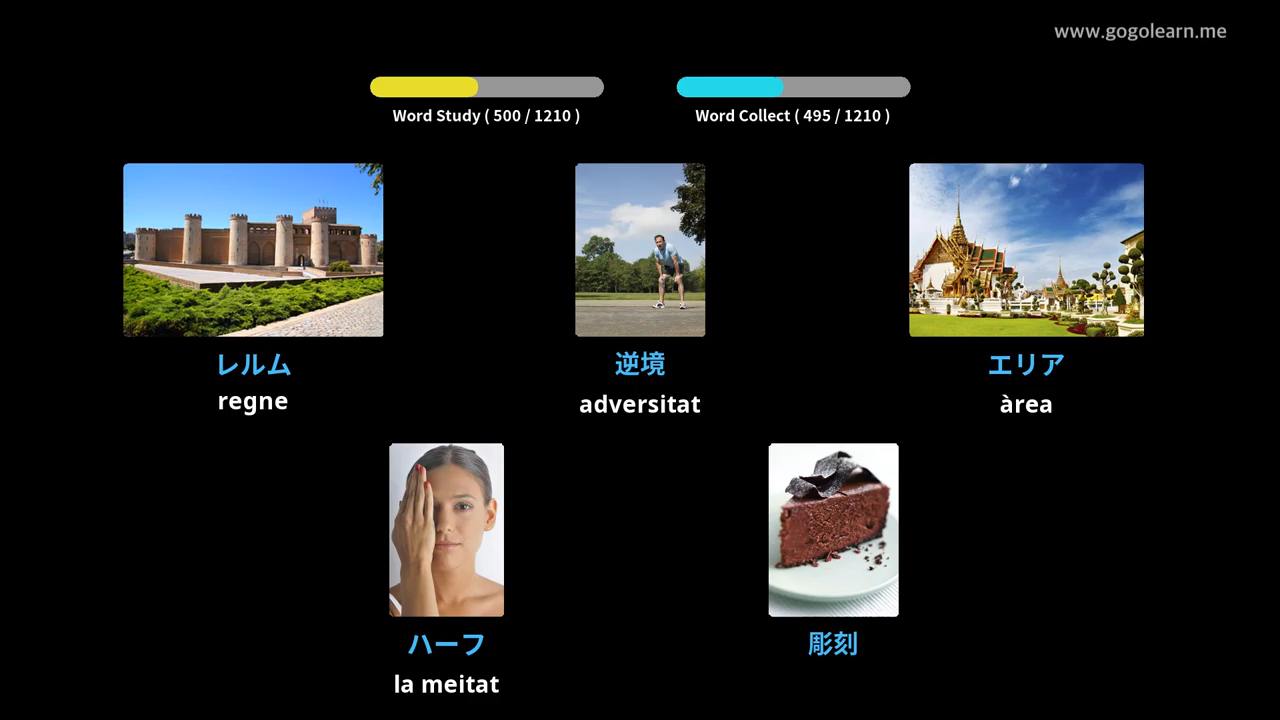 www.gogolearn.me
Word Study ( 500 / 1210 )
Word Collect ( 495 / 1210 )
レルム
regne
逆境
adversitat
エリア
àrea
ハーフ
la meitat
彫刻